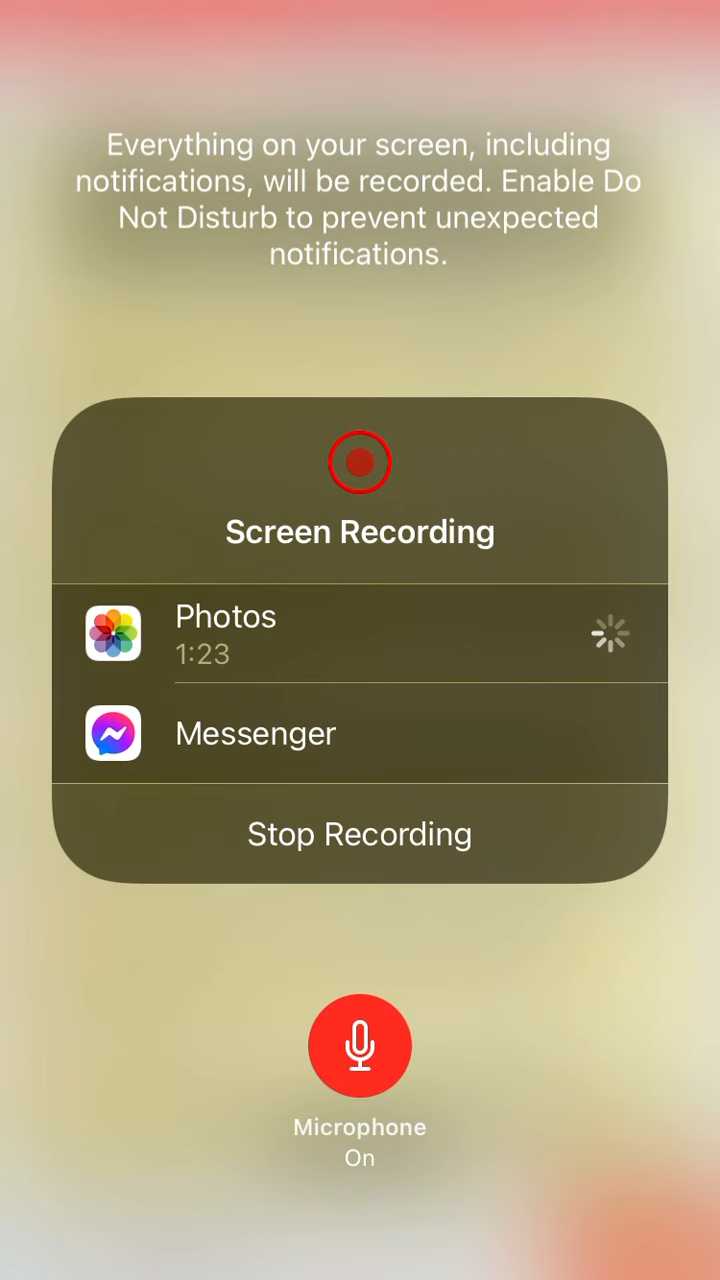 Everything on your screen, including
notifications, will be recorded. Enable Do
Not Disturb to prevent unexpected
notifications.
Screen Recording
Photos
1:23
Messenger
Stop Recording
Microphone
On